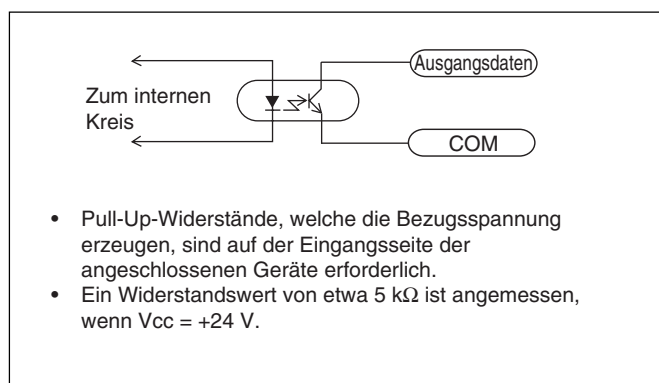 Ausgangsdaten
Zum internen
Kreis
COM
• Pull-Up-Widerstände, welche die Bezugsspannung
erzeugen, sind auf der Eingangsseite der
angeschlossenen Geräte erforderlich.
• Ein Widerstandswert von etwa 5 kΩ ist angemessen,
wenn Vcc = +24 V.